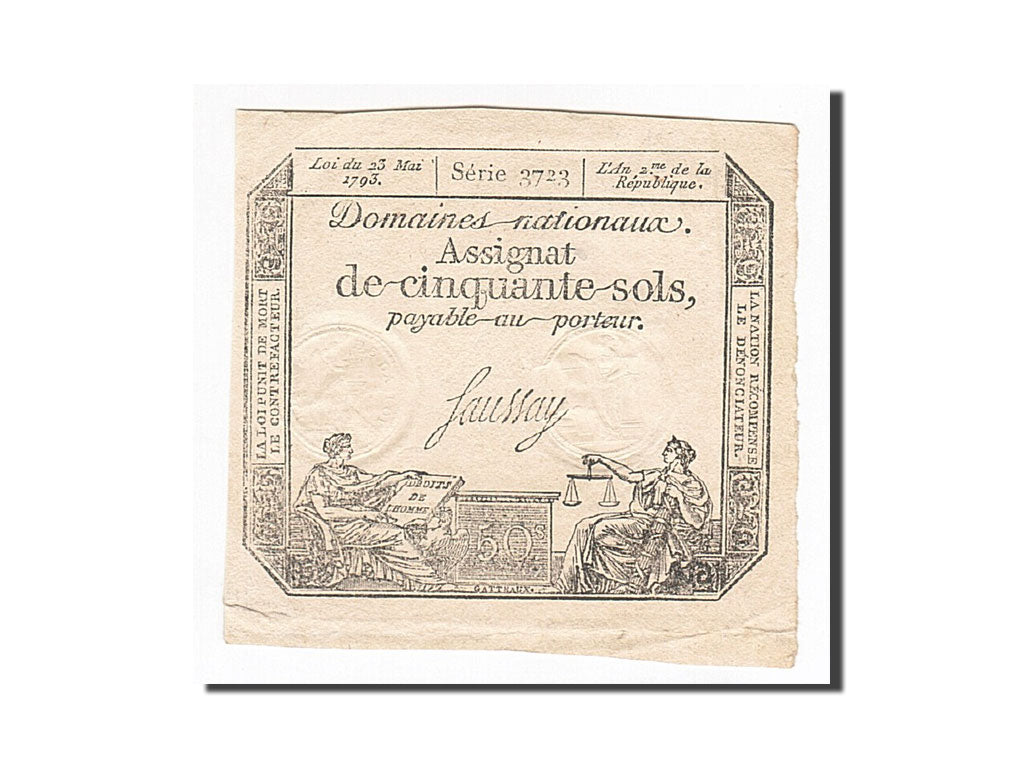 Loi du 23 Mai
1793.
Série 3723
L'An 2.me de la
République.
Domaines nationaux.
Assignat
de cinquante sols,
payable au porteur.
LA LOI PUNIT DE MORT
LE CONTREFACTEUR.
LA NATION RÉCOMPENSE
LE DÉNONCIATEUR.
Saussay
DROITS
DE
L'HOMME
50s
GATTEAUX.